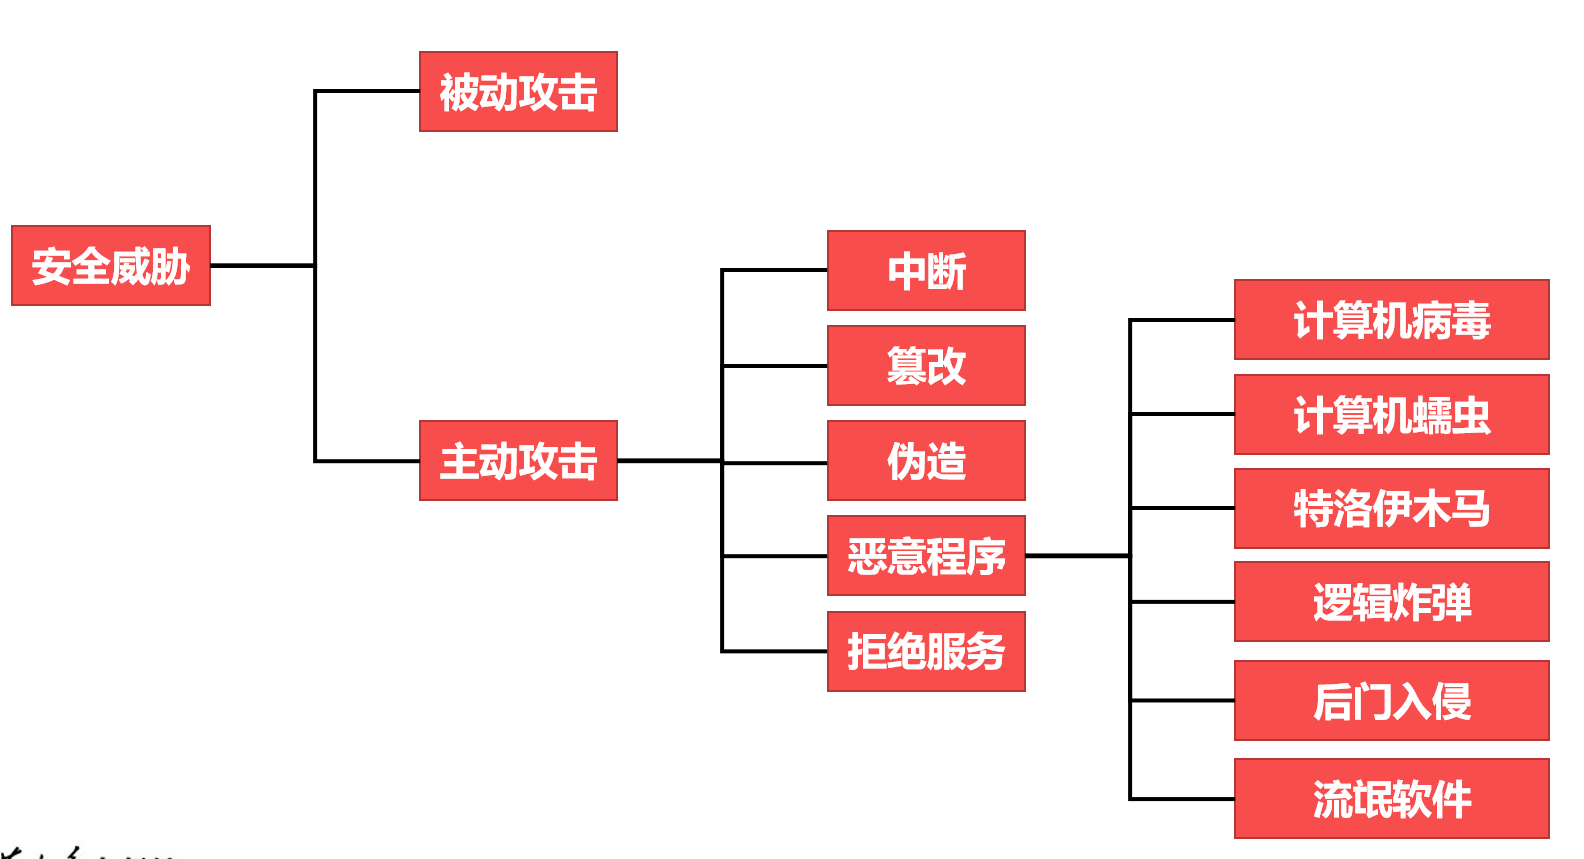 安全威胁
被动攻击
主动攻击
中断
篡改
伪造
恶意程序
拒绝服务
计算机病毒
计算机蠕虫
特洛伊木马
逻辑炸弹
后门入侵
流氓软件